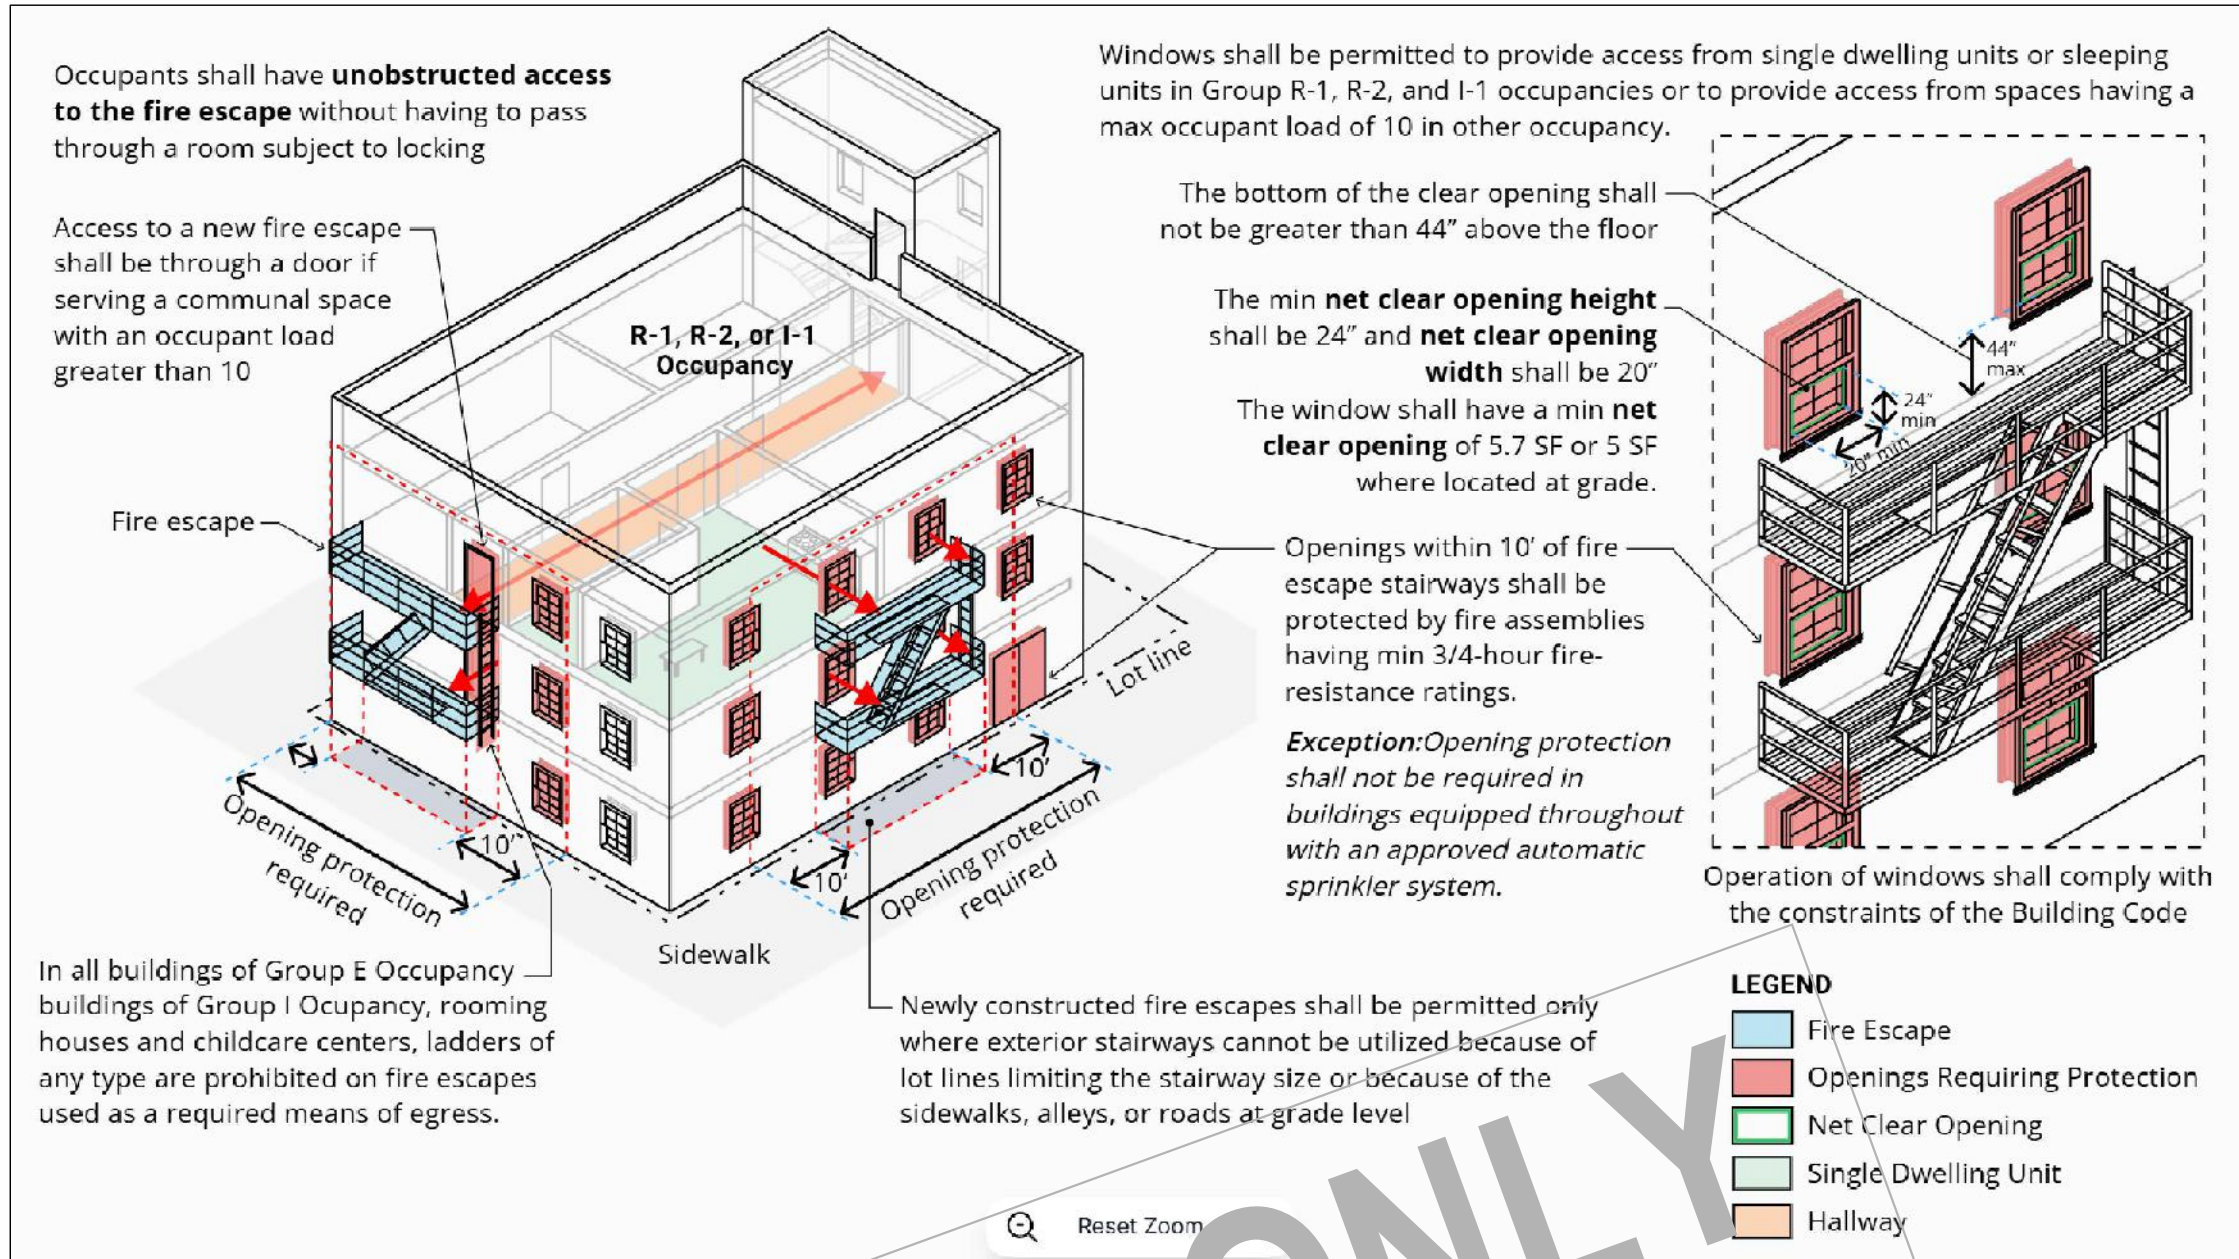 Occupants shall have unobstructed access
to the fire escape without having to pass
through a room subject to locking
Access to a new fire escape
shall be through a door if
serving a communal space
with an occupant load
greater than 10
Fire escape
R-1, R-2, or I-1
Occupancy
Windows shall be permitted to provide access from single dwelling units or sleeping
units in Group R-1, R-2, and I-1 occupancies or to provide access from spaces having a
max occupant load of 10 in other occupancy.
The bottom of the clear opening shall
not be greater than 44” above the floor
The min net clear opening height
shall be 24” and net clear opening
width shall be 20”
The window shall have a min net
clear opening of 5.7 SF or 5 SF
where located at grade.
Openings within 10’ of fire
escape stairways shall be
protected by fire assemblies
having min 3/4-hour fire-
resistance ratings.
Exception:Opening protection
shall not be required in
buildings equipped throughout
with an approved automatic
sprinkler system.
44”
max
24”
min
20” min
Operation of windows shall comply with
the constraints of the Building Code
Lot line
10’
10’
10’
Opening protection
required
Opening protection
required
Sidewalk
In all buildings of Group E Occupancy
buildings of Group I Ocupancy, rooming
houses and childcare centers, ladders of
any type are prohibited on fire escapes
used as a required means of egress.
Newly constructed fire escapes shall be permitted only
where exterior stairways cannot be utilized because of
lot lines limiting the stairway size or because of the
sidewalks, alleys, or roads at grade level
LEGEND
Fire Escape
Openings Requiring Protection
Net Clear Opening
Single Dwelling Unit
Hallway
Reset Zoom
ONLY